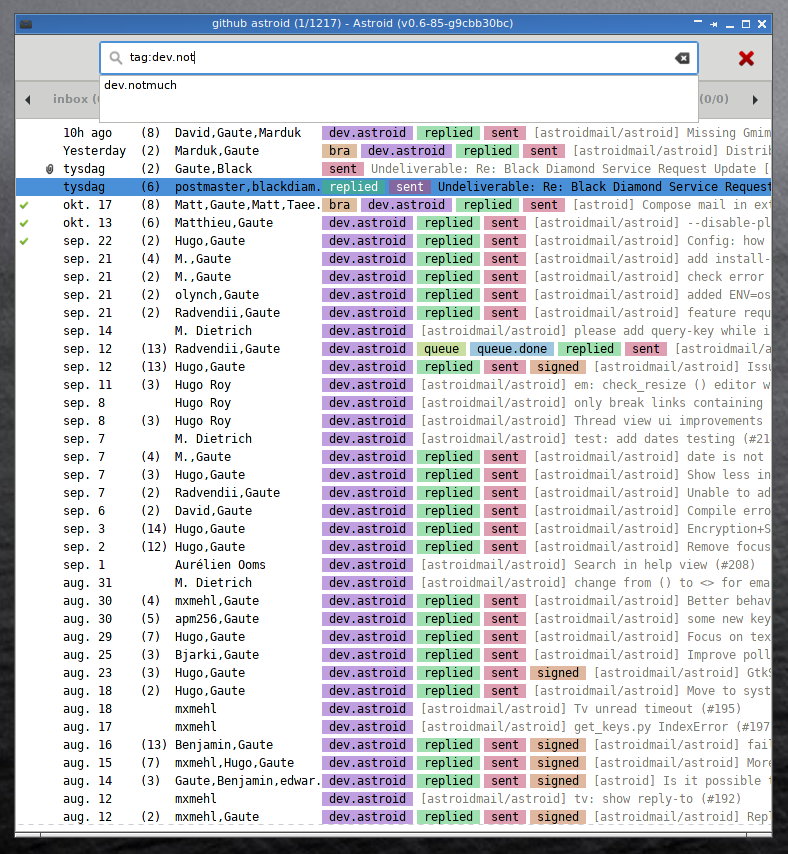 github astroid (1/1217) - Astroid (v0.6-85-g9cbb30bc)
tag:dev.not
dev.notmuch
inbox (
(0/0)
10h ago (8) David,Gaute,Marduk dev.astroid replied sent [astroidmail/astroid] Missing Gmim
Yesterday (2) Marduk,Gaute bra dev.astroid replied sent [astroidmail/astroid] Distrib
tysdag (2) Gaute,Black sent Undeliverable: Re: Black Diamond Service Request Update [
tysdag (6) postmaster,blackdiam. replied sent Undeliverable: Re: Black Diamond Service Request
okt. 17 (8) Matt,Gaute,Matt,Taee. bra dev.astroid replied sent [astroid] Compose mail in ext
okt. 13 (6) Matthieu,Gaute dev.astroid replied sent [astroidmail/astroid] --disable-pl
sep. 22 (2) Hugo,Gaute dev.astroid replied sent [astroidmail/astroid] Config: how
sep. 21 (4) M.,Gaute dev.astroid replied sent [astroidmail/astroid] add install-
sep. 21 (2) M.,Gaute dev.astroid replied sent [astroidmail/astroid] check error
sep. 21 (2) olynch,Gaute dev.astroid replied sent [astroidmail/astroid] added ENV=os
sep. 21 (2) Radvendii,Gaute dev.astroid replied sent [astroidmail/astroid] feature requ
sep. 14 M. Dietrich dev.astroid [astroidmail/astroid] please add query-key while i
sep. 12 (13) Radvendii,Gaute dev.astroid queue queue.done replied sent [astroidmail/a
sep. 12 (13) Hugo,Gaute dev.astroid replied sent signed [astroidmail/astroid] Issu
sep. 11 (3) Hugo Roy dev.astroid [astroidmail/astroid] em: check_resize () editor w
sep. 8 Hugo Roy dev.astroid [astroidmail/astroid] only break links containing
sep. 8 (3) Hugo Roy dev.astroid [astroidmail/astroid] Thread view ui improvements
sep. 7 M. Dietrich dev.astroid [astroidmail/astroid] test: add dates testing (#21
sep. 7 (4) M.,Gaute dev.astroid replied sent [astroidmail/astroid] date is not
sep. 7 (3) Hugo,Gaute dev.astroid replied sent [astroidmail/astroid] Show less in
sep. 7 (2) Radvendii,Gaute dev.astroid replied sent [astroidmail/astroid] Unable to ad
sep. 6 (2) David,Gaute dev.astroid replied sent [astroidmail/astroid] Compile erro
sep. 3 (14) Hugo,Gaute dev.astroid replied sent [astroidmail/astroid] Encryption+S
sep. 2 (12) Hugo,Gaute dev.astroid replied sent [astroidmail/astroid] Remove focus
sep. 1 Aurélien Ooms dev.astroid [astroidmail/astroid] Search in help view (#208)
aug. 31 M. Dietrich dev.astroid [astroidmail/astroid] change from () to <> for ema
aug. 30 (4) mxmehl,Gaute dev.astroid replied sent [astroidmail/astroid] Better behav
aug. 30 (5) apm256,Gaute dev.astroid replied sent [astroidmail/astroid] some new key
aug. 29 (7) Hugo,Gaute dev.astroid replied sent [astroidmail/astroid] Focus on tex
aug. 25 (3) Bjarki,Gaute dev.astroid replied sent [astroidmail/astroid] Improve poll
aug. 23 (3) Hugo,Gaute dev.astroid replied sent signed [astroidmail/astroid] GtkS
aug. 18 (2) Hugo,Gaute dev.astroid replied sent [astroidmail/astroid] Move to syst
aug. 18 mxmehl dev.astroid [astroidmail/astroid] Tv unread timeout (#195)
aug. 17 mxmehl dev.astroid [astroidmail/astroid] get_keys.py IndexError (#197
aug. 16 (13) Benjamin,Gaute dev.astroid replied sent signed [astroidmail/astroid] fail
aug. 15 (7) mxmehl,Hugo,Gaute dev.astroid replied sent signed [astroidmail/astroid] More
aug. 14 (3) Gaute,Benjamin,edwar. dev.astroid replied sent signed [astroid] Is it possible t
aug. 12 mxmehl dev.astroid [astroidmail/astroid] tv: show reply-to (#192)
aug. 12 (2) mxmehl,Gaute dev.astroid replied sent signed [astroidmail/astroid] Repl